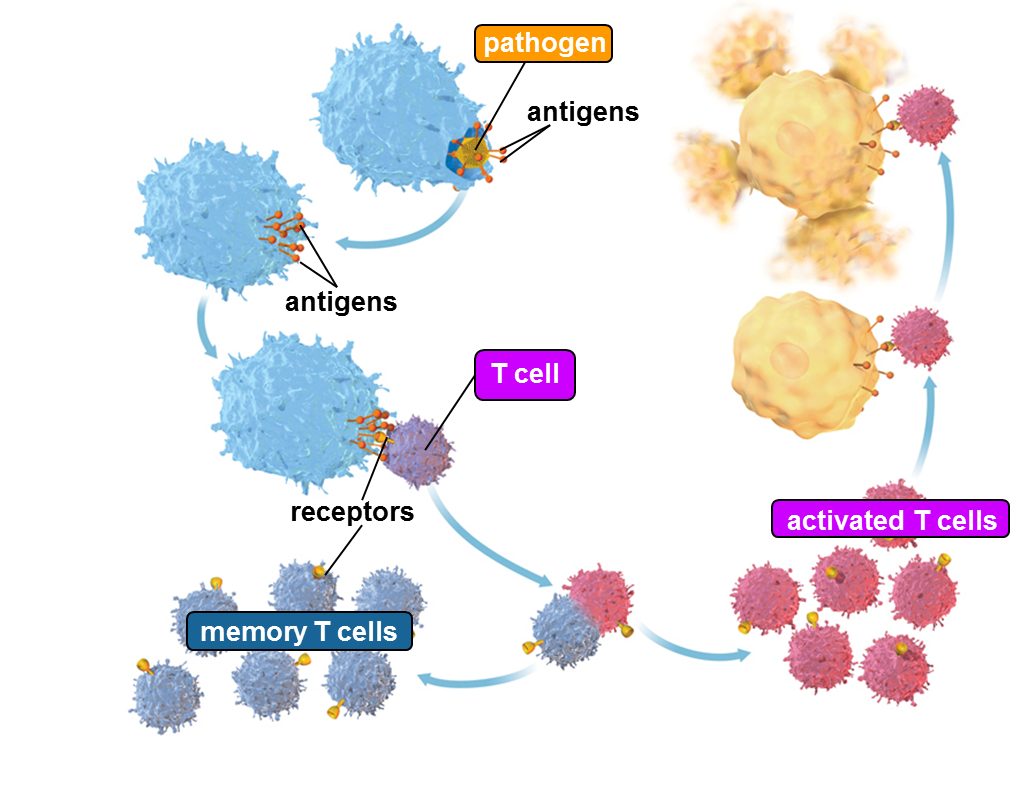 pathogen
antigens
antigens
T cell
receptors
activated T cells
memory T cells